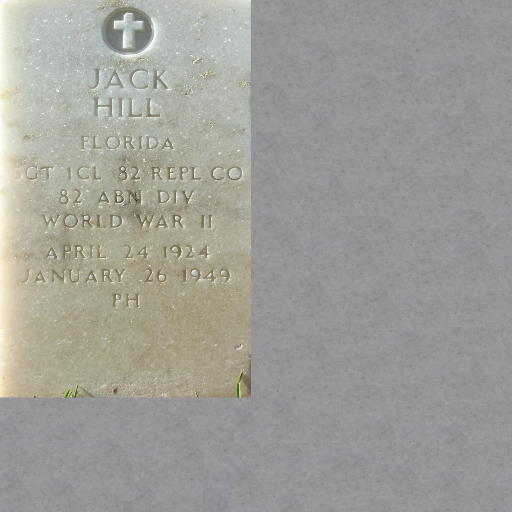 JACK
HILL
FLORIDA
SGT 1CL 82 REPL CO
82 ABN DIV
WORLD WAR II
APRIL 24 1924
JANUARY 26 1949
PH